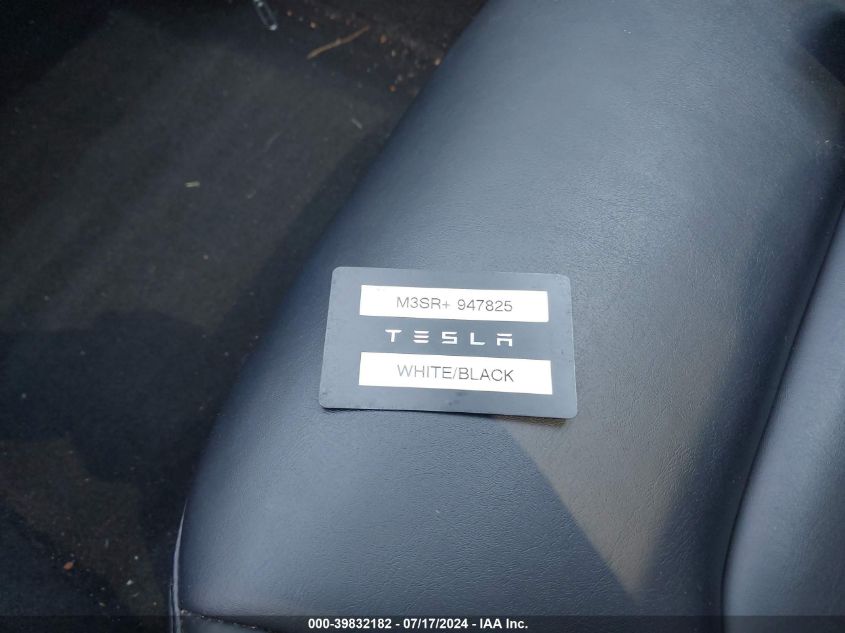 M3SR+ 947825
TESLA
WHITE/BLACK
000-39832182 - 07/17/2024 - IAA Inc.